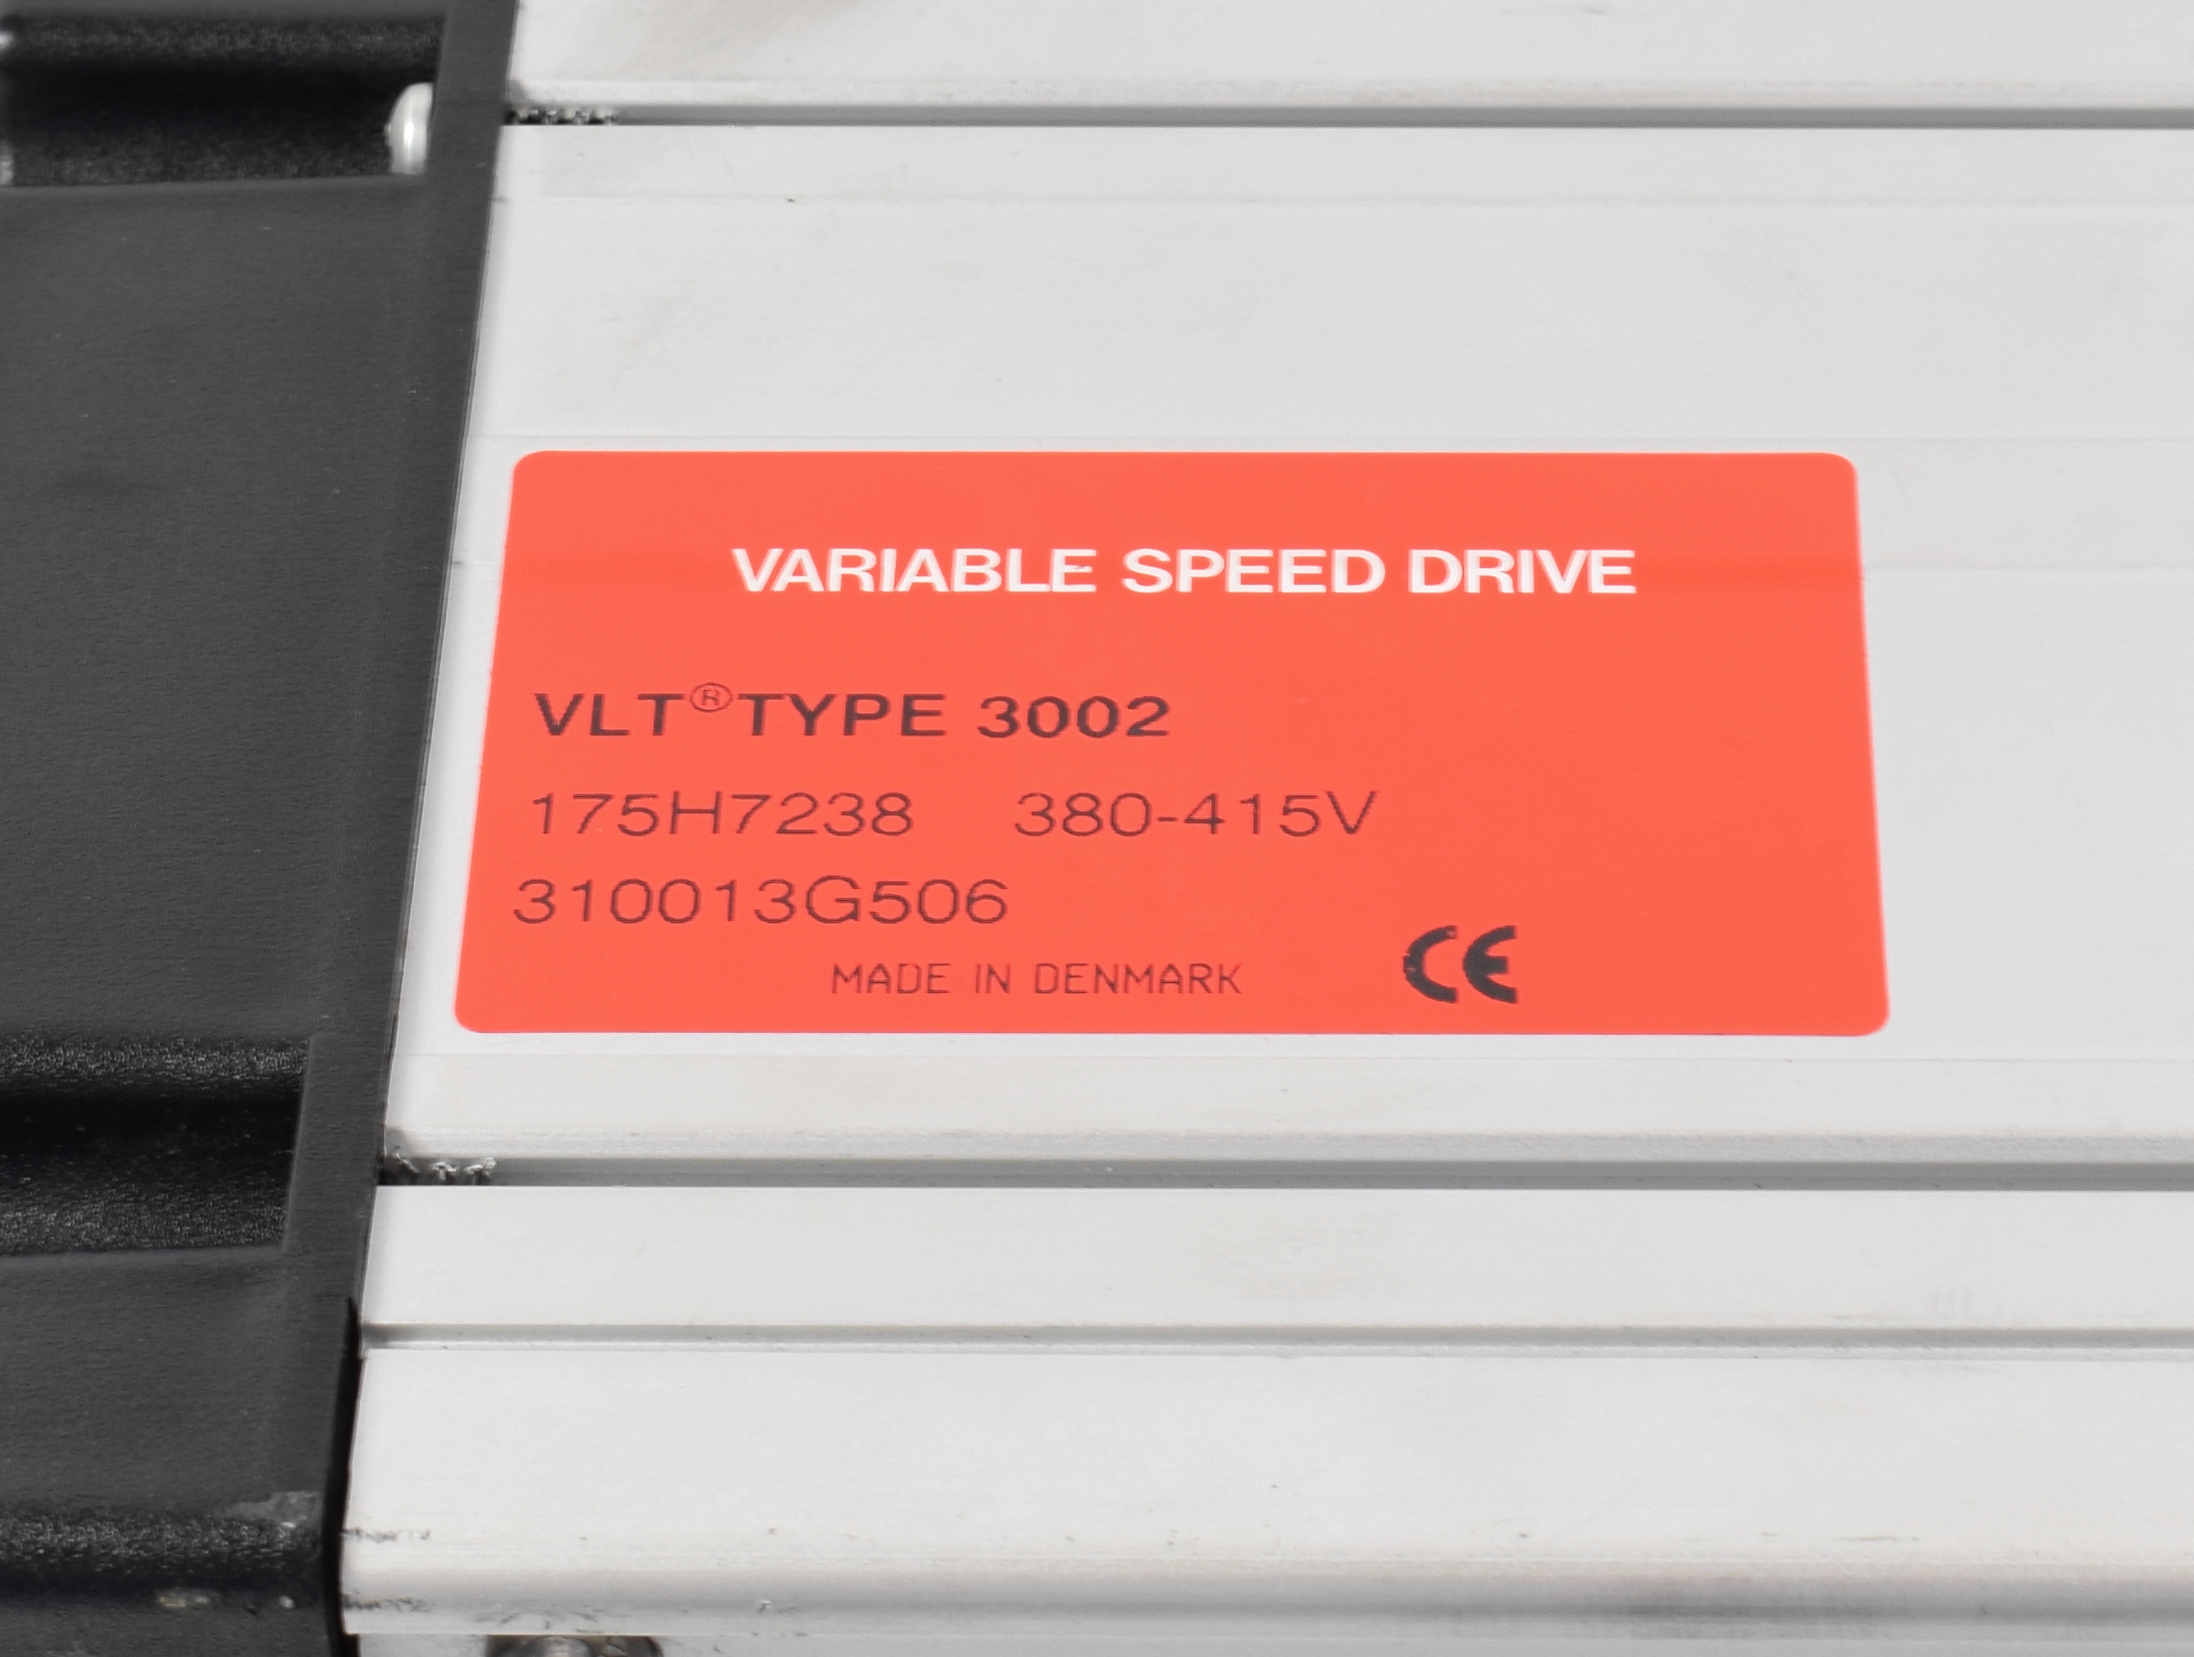 VARIABLE SPEED DRIVE
VLT® TYPE 3002
175H7238 380-415V
310013G506
MADE IN DENMARK CE